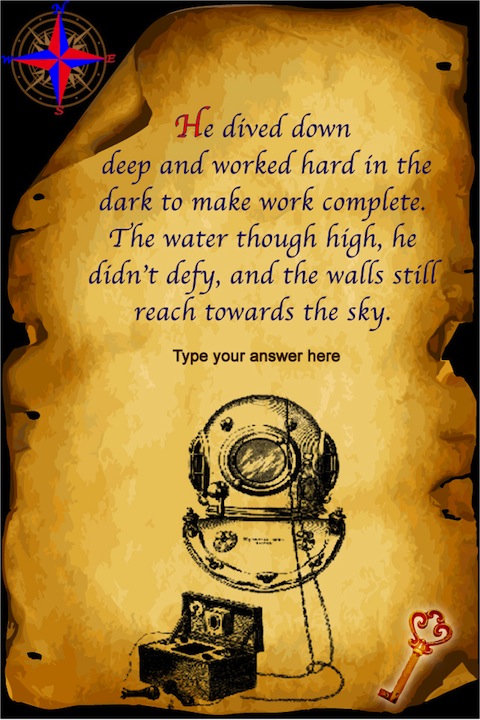 N
W E
S
He dived down
deep and worked hard in the
dark to make work complete.
The water though high, he
didn't defy, and the walls still
reach towards the sky.
Type your answer here